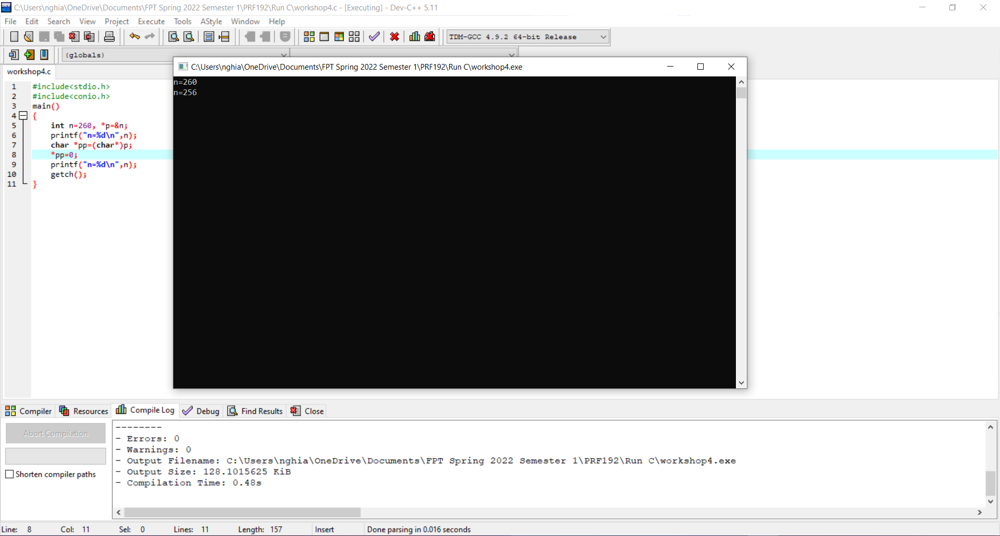 C:\Users\nghia\OneDrive\Documents\FPT Spring 2022 Semester 1\PRF192\Run C\workshop4.c - [Executing] - Dev-C++ 5.11
File Edit Search View Project Execute Tools AStyle Window Help
TDM-GCC 4.9.2 64-bit Release
(globals)
workshop4.c
C:\Users\nghia\OneDrive\Documents\FPT Spring 2022 Semester 1\PRF192\Run C\workshop4.exe
n=260
n=256
1 #include<stdio.h>
2 #include<conio.h>
3 main()
4 {
5 int n=260, *p=&n;
6 printf("n=%d\n",n);
7 char *pp=(char*)p;
8 *pp=0;
9 printf("n=%d\n",n);
10 getch();
11 }
Compiler Resources Compile Log Debug Find Results Close
Abort Compilation
Shorten compiler paths
--------
- Errors: 0
- Warnings: 0
- Output Filename: C:\Users\nghia\OneDrive\Documents\FPT Spring 2022 Semester 1\PRF192\Run C\workshop4.exe
- Output Size: 128.1015625 KiB
- Compilation Time: 0.48s
Line: 8 Col: 11 Sel: 0 Lines: 11 Length: 157 Insert Done parsing in 0.016 seconds